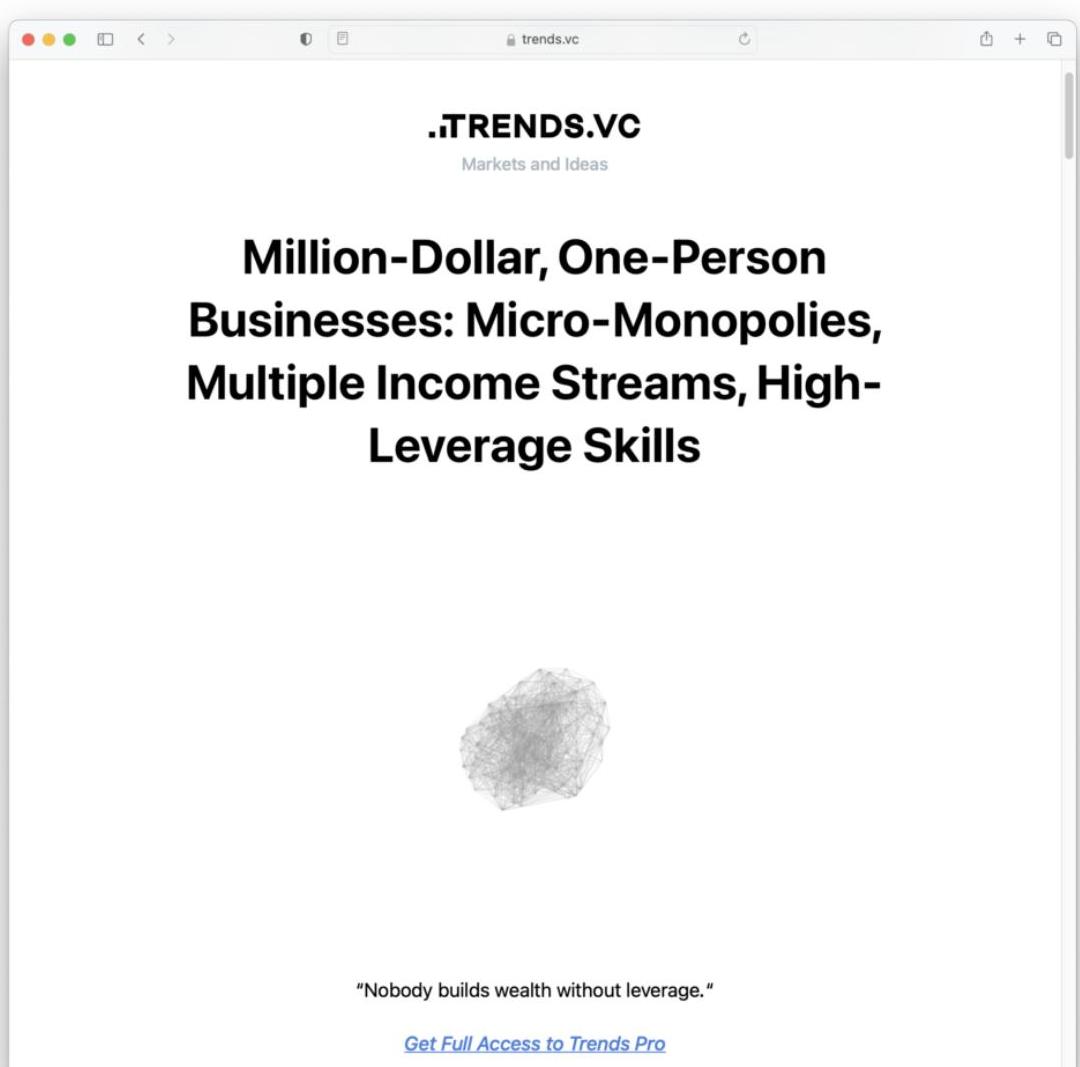 trends.vc
TRENDS.VC
Markets and Ideas
Million-Dollar, One-Person
Businesses: Micro-Monopolies,
Multiple Income Streams, High-
Leverage Skills
“Nobody builds wealth without leverage.“
Get Full Access to Trends Pro